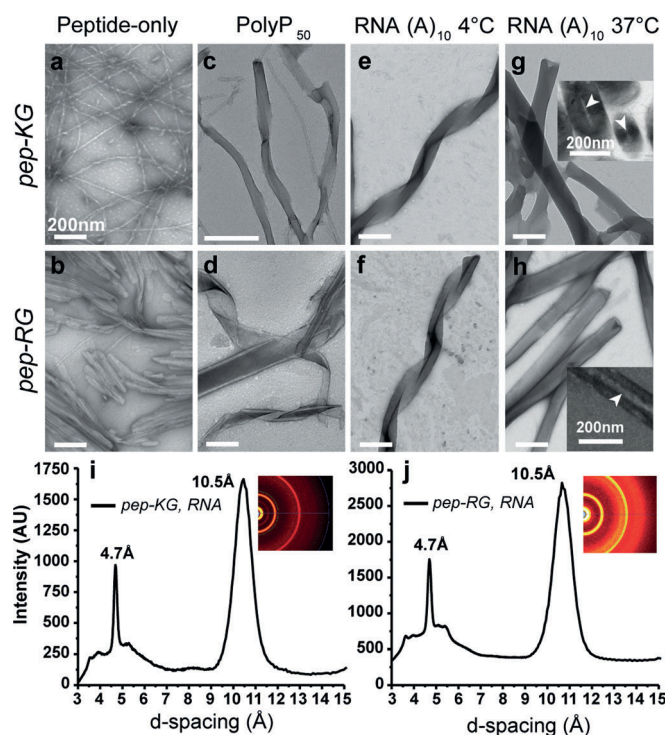 Peptide-only PolyP50 RNA (A)10 4°C RNA (A)10 37°C
pep-KG
pep-RG
a
200nm
c
e
g
200nm
b
d
f
h
200nm
i
1750
1500
1250
1000
750
500
250
0
Intensity (AU)
pep-KG, RNA
4.7Å
10.5Å
3 4 5 6 7 8 9 10 11 12 13 14 15
d-spacing (Å)
j
3000
2500
2000
1500
1000
500
0
pep-RG, RNA
4.7Å
10.5Å
3 4 5 6 7 8 9 10 11 12 13 14 15
d-spacing (Å)